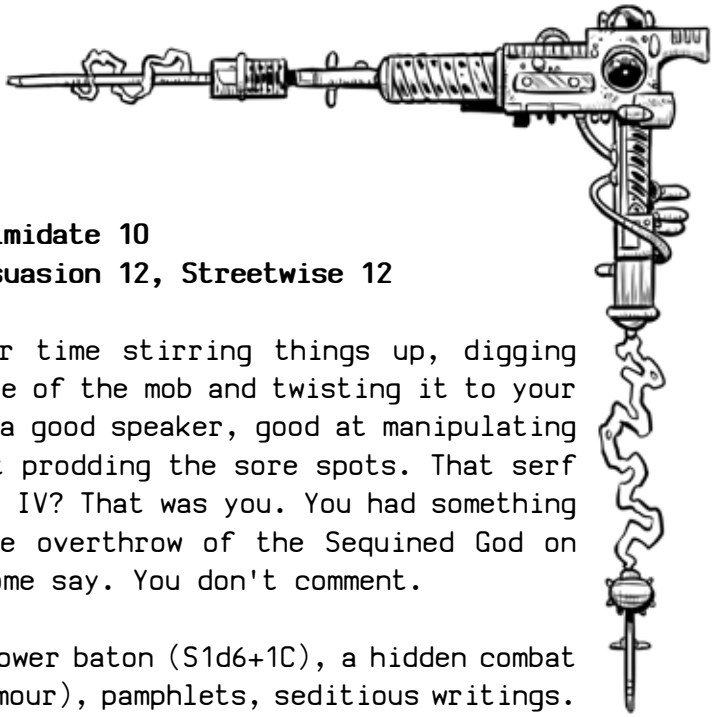 imidate 10
suasion 12, Streetwise 12
r time stirring things up, digging
e of the mob and twisting it to your
a good speaker, good at manipulating
t prodding the sore spots. That serf
IV? That was you. You had something
e overthrow of the Sequined God on
ome say. You don't comment.
ower baton (S1d6+1C), a hidden combat
mour), pamphlets, seditious writings.